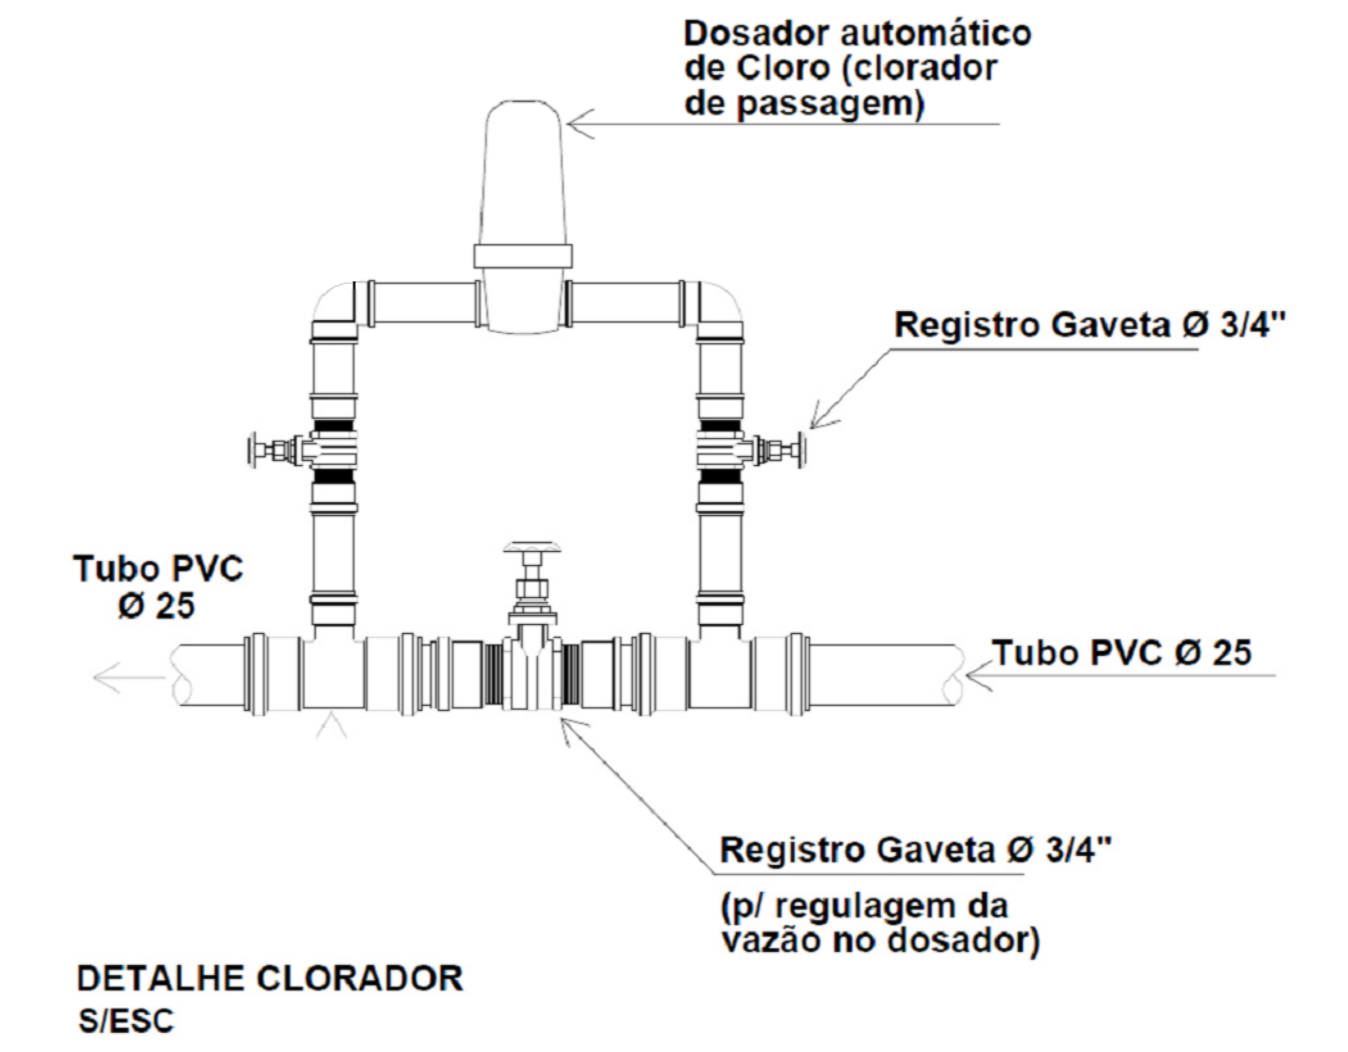 Dosador automático
de Cloro (clorador
de passagem)
Registro Gaveta Ø 3/4"
Tubo PVC
Ø 25
Tubo PVC Ø 25
Registro Gaveta Ø 3/4"
(p/ regulagem da
vazão no dosador)
DETALHE CLORADOR
S/ESC